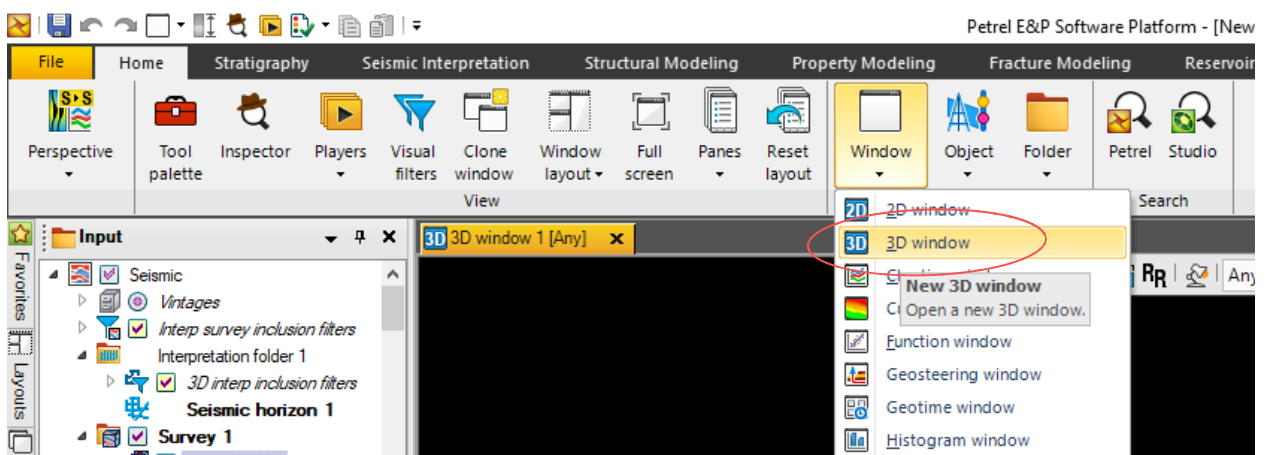 Petrel E&P Software Platform - [New
File Home Stratigraphy Seismic Interpretation Structural Modeling Property Modeling Fracture Modeling Reservoir
S S
Perspective Tool palette Inspector Players Visual filters Clone window Window layout Full screen Panes Reset layout Window Object Folder Petrel Studio
View Search
Favorites
Layouts
Input
Seismic
Vintages
Interp survey inclusion filters
Interpretation folder 1
3D interp inclusion filters
Seismic horizon 1
Survey 1
3D 3D window 1 [Any]
2D 2D window
3D 3D window
New 3D window
Open a new 3D window.
Function window
Geosteering window
Geotime window
Histogram window
RR Any